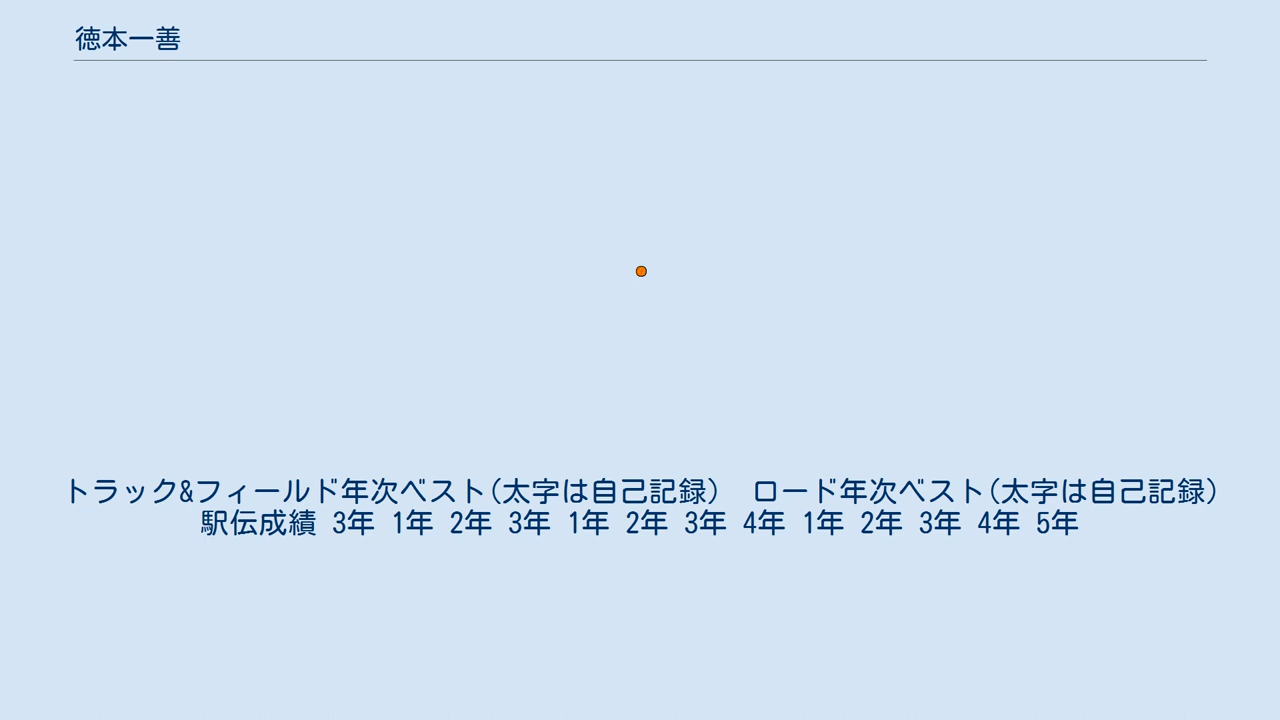 徳本一善
トラック&フィールド年次ベスト(太字は自己記録)　ロード年次ベスト(太字は自己記録)
駅伝成績 3年 1年 2年 3年 1年 2年 3年 4年 1年 2年 3年 4年 5年